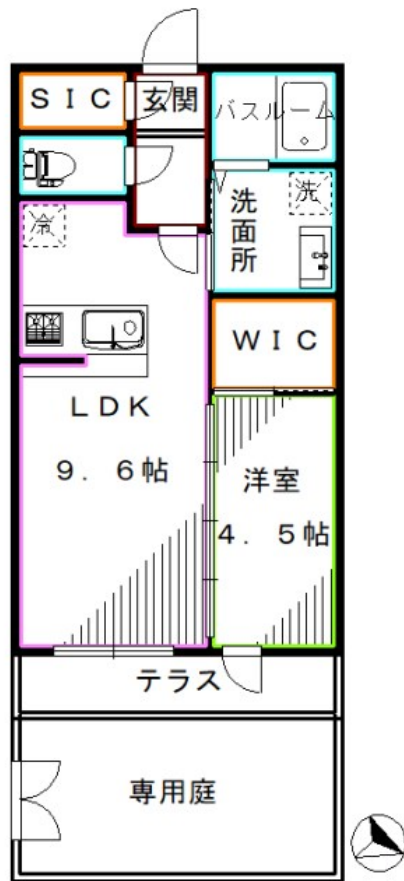 SIC
玄関
バスルーム
洗面所
洗
冷
WIC
LDK
9.6帖
洋室
4.5帖
テラス
専用庭